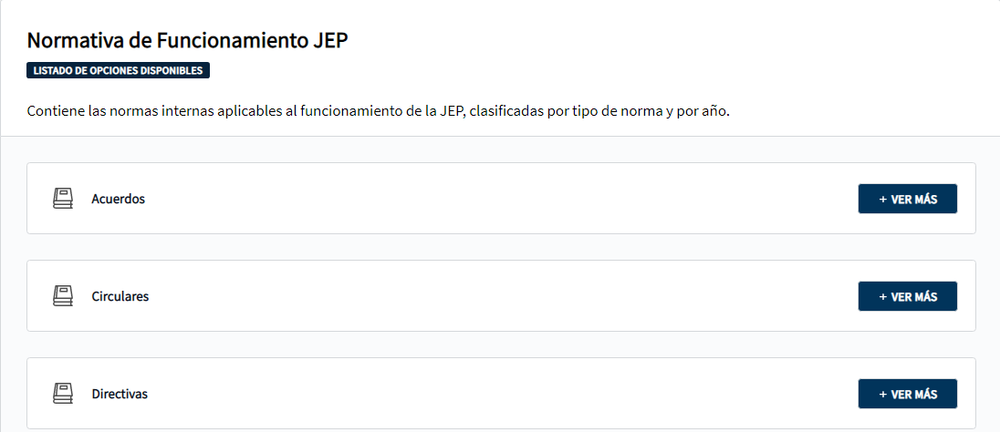 Normativa de Funcionamiento JEP
LISTADO DE OPCIONES DISPONIBLES
Contiene las normas internas aplicables al funcionamiento de la JEP, clasificadas por tipo de norma y por año.
Acuerdos
+ VER MÁS
Circulares
+ VER MÁS
Directivas
+ VER MÁS